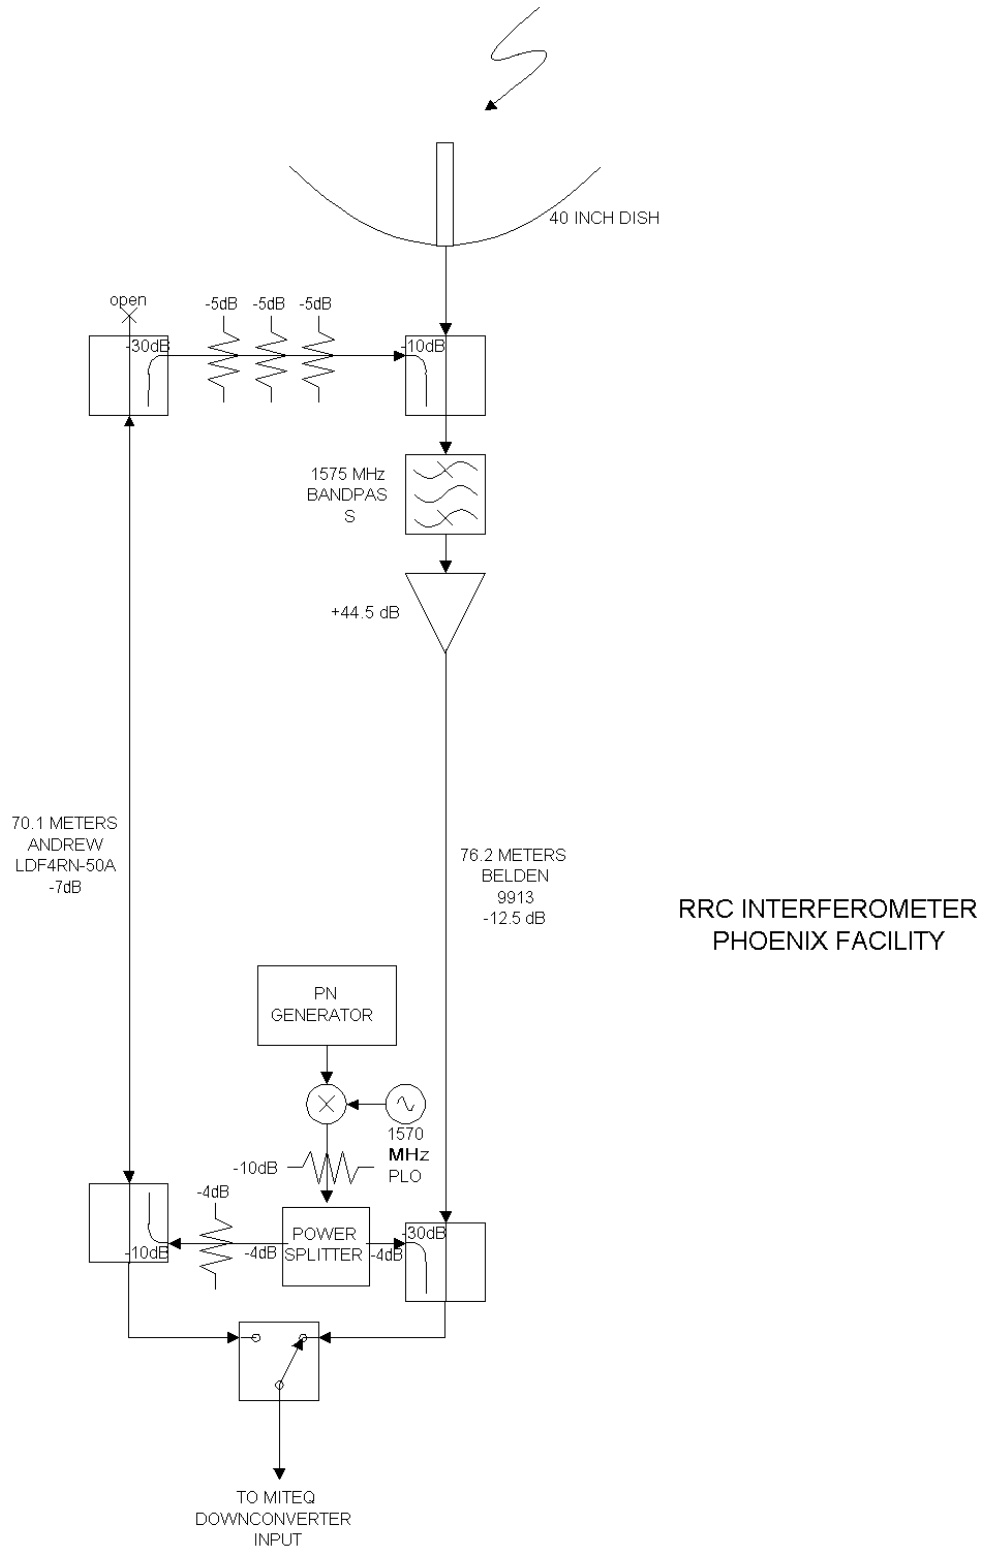 40 INCH DISH
open
-5dB
-5dB
-5dB
-30dB
-10dB
1575 MHz
BANDPAS
S
+44.5 dB
70.1 METERS
ANDREW
LDF4RN-50A
-7dB
76.2 METERS
BELDEN
9913
-12.5 dB
RRC INTERFEROMETER
PHOENIX FACILITY
PN
GENERATOR
1570
MHz
PLO
-10dB
-4dB
-10dB
-4dB
POWER
SPLITTER
-4dB
-30dB
TO MITEQ
DOWNCONVERTER
INPUT